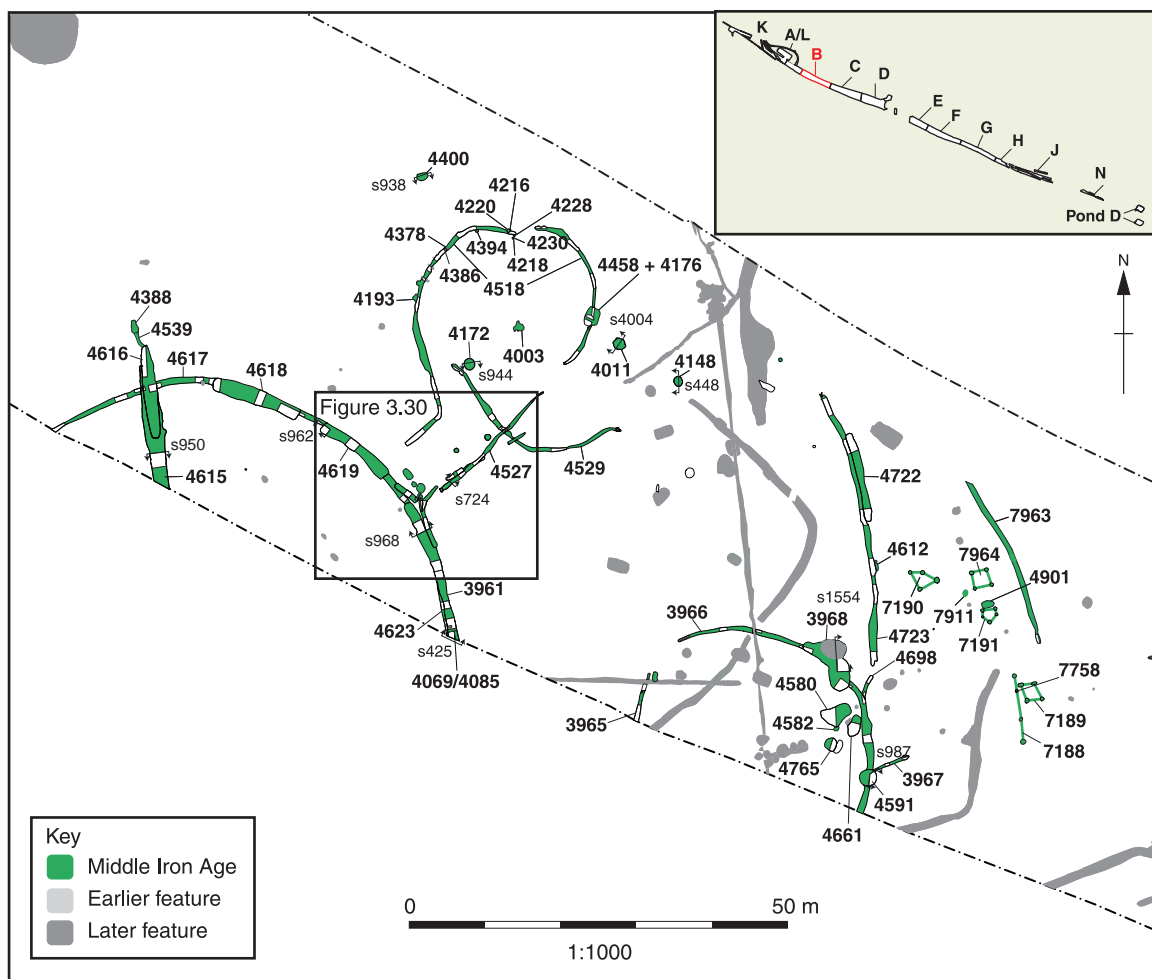 K
A/L
B
C
D
E
F
G
H
J
N
Pond D
N
4400
s938
4216
4220
4228
4378
4394
4230
4386
4218
4518
4458 + 4176
4193
4388
4539
4172
s4004
4616
4617
4003
4618
s944
4011
4148
s448
Figure 3.30
s962
s950
4619
4527
4529
4722
4615
s724
7963
s968
4612
7964
4901
3961
s1554
7190
7911
3966
3968
7191
4623
4723
s425
4698
4069/4085
4580
7758
4582
7189
3965
7188
4765
s987
3967
4591
4661
Key
Middle Iron Age
Earlier feature
Later feature
0
50 m
1:1000